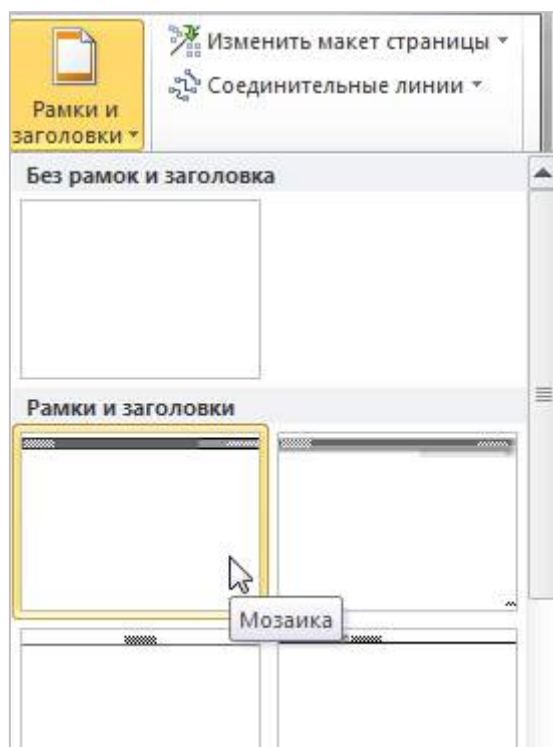 Изменить макет страницы
Соединительные линии
Рамки и
заголовки
Без рамок и заголовка
Рамки и заголовки
Мозаика